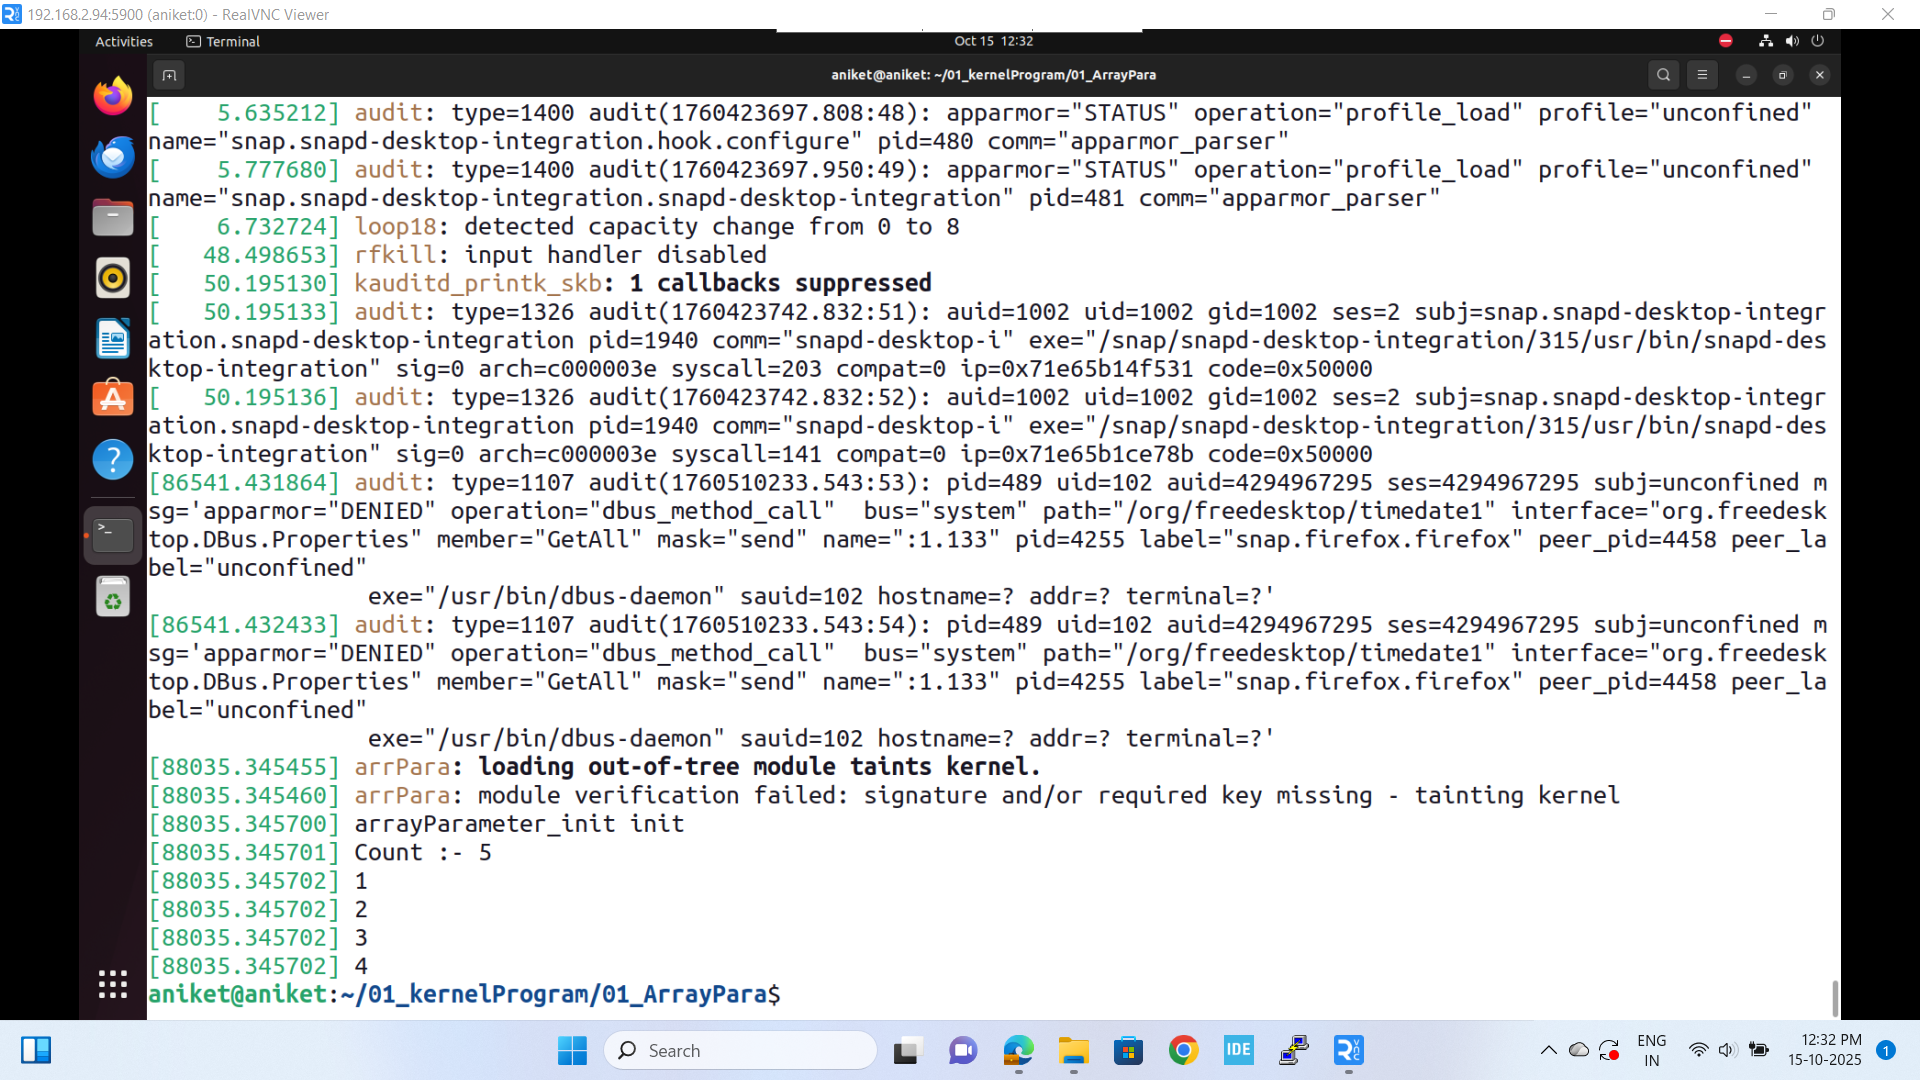 192.168.2.94:5900 (aniket:0) - RealVNC Viewer
Activities
Terminal
Oct 15 12:32
aniket@aniket: ~/01_kernelProgram/01_ArrayPara
[    5.635212] audit: type=1400 audit(1760423697.808:48): apparmor="STATUS" operation="profile_load" profile="unconfined"
name="snap.snapd-desktop-integration.hook.configure" pid=480 comm="apparmor_parser"
[    5.777680] audit: type=1400 audit(1760423697.950:49): apparmor="STATUS" operation="profile_load" profile="unconfined"
name="snap.snapd-desktop-integration.snapd-desktop-integration" pid=481 comm="apparmor_parser"
[    6.732724] loop18: detected capacity change from 0 to 8
[   48.498653] rfkill: input handler disabled
[   50.195130] kauditd_printk_skb: 1 callbacks suppressed
[   50.195133] audit: type=1326 audit(1760423742.832:51): auid=1002 uid=1002 gid=1002 ses=2 subj=snap.snapd-desktop-integr
ation.snapd-desktop-integration pid=1940 comm="snapd-desktop-i" exe="/snap/snapd-desktop-integration/315/usr/bin/snapd-des
ktop-integration" sig=0 arch=c000003e syscall=203 compat=0 ip=0x71e65b14f531 code=0x50000
[   50.195136] audit: type=1326 audit(1760423742.832:52): auid=1002 uid=1002 gid=1002 ses=2 subj=snap.snapd-desktop-integr
ation.snapd-desktop-integration pid=1940 comm="snapd-desktop-i" exe="/snap/snapd-desktop-integration/315/usr/bin/snapd-des
ktop-integration" sig=0 arch=c000003e syscall=141 compat=0 ip=0x71e65b1ce78b code=0x50000
[86541.431864] audit: type=1107 audit(1760510233.543:53): pid=489 uid=102 auid=4294967295 ses=4294967295 subj=unconfined m
sg='apparmor="DENIED" operation="dbus_method_call"  bus="system" path="/org/freedesktop/timedate1" interface="org.freedesk
top.DBus.Properties" member="GetAll" mask="send" name=":1.133" pid=4255 label="snap.firefox.firefox" peer_pid=4458 peer_la
bel="unconfined"
exe="/usr/bin/dbus-daemon" sauid=102 hostname=? addr=? terminal=?'
[86541.432433] audit: type=1107 audit(1760510233.543:54): pid=489 uid=102 auid=4294967295 ses=4294967295 subj=unconfined m
sg='apparmor="DENIED" operation="dbus_method_call"  bus="system" path="/org/freedesktop/timedate1" interface="org.freedesk
top.DBus.Properties" member="GetAll" mask="send" name=":1.133" pid=4255 label="snap.firefox.firefox" peer_pid=4458 peer_la
bel="unconfined"
exe="/usr/bin/dbus-daemon" sauid=102 hostname=? addr=? terminal=?'
[88035.345455] arrPara: loading out-of-tree module taints kernel.
[88035.345460] arrPara: module verification failed: signature and/or required key missing - tainting kernel
[88035.345700] arrayParameter_init init
[88035.345701] Count :- 5
[88035.345702] 1
[88035.345702] 2
[88035.345702] 3
[88035.345702] 4
aniket@aniket:~/01_kernelProgram/01_ArrayPara$
Search
IDE
ENG
IN
12:32 PM
15-10-2025
1